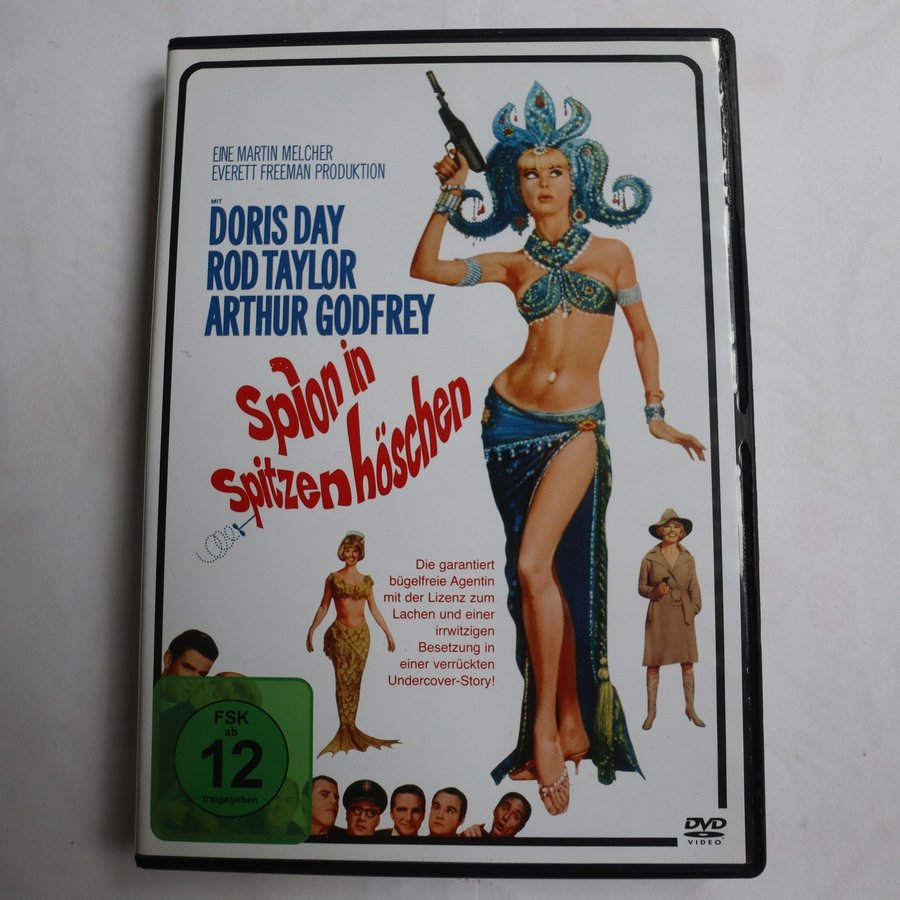 EINE MARTIN MELCHER
EVERETT FREEMAN PRODUKTION
MIT
DORIS DAY
ROD TAYLOR
ARTHUR GODFREY
Spion in
Spitzenhöschen
Die garantiert
bügelfreie Agentin
mit der Lizenz zum
Lachen und einer
irrwitzigen
Besetzung in
einer verrückten
Undercover-Story!
FSK
ab
12
freigegeben
DVD
VIDEO